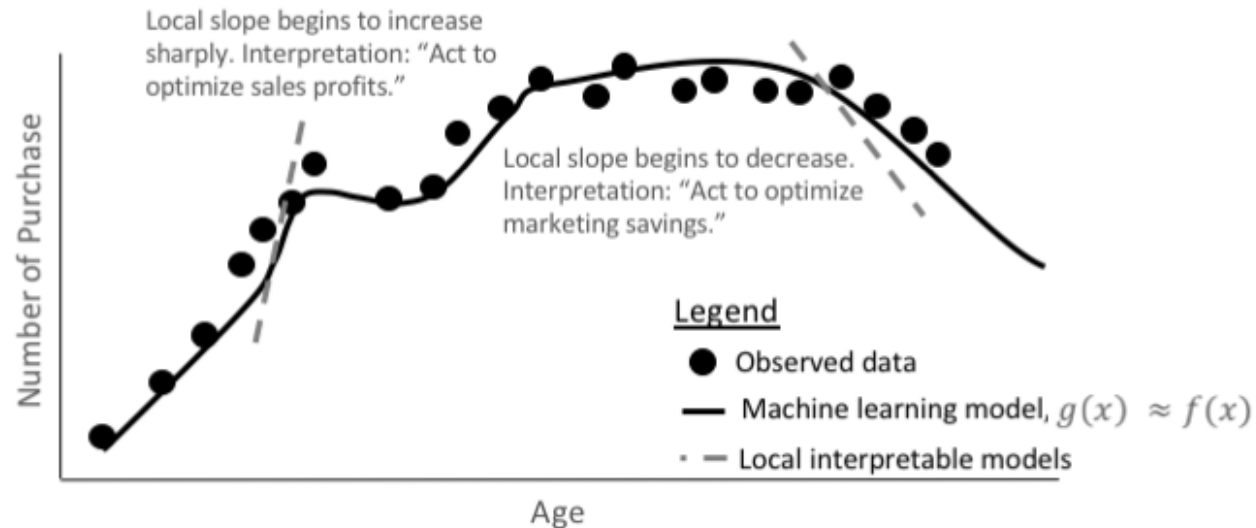 Local slope begins to increase
sharply. Interpretation: “Act to
optimize sales profits.”
Number of Purchase
Local slope begins to decrease.
Interpretation: “Act to optimize
marketing savings.”
Legend
Observed data
Machine learning model, g(x) ≈ f(x)
Local interpretable models
Age